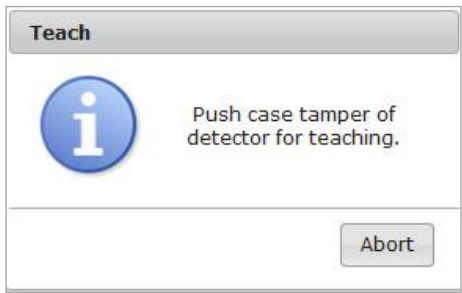 Teach
Push case tamper of
detector for teaching.
Abort